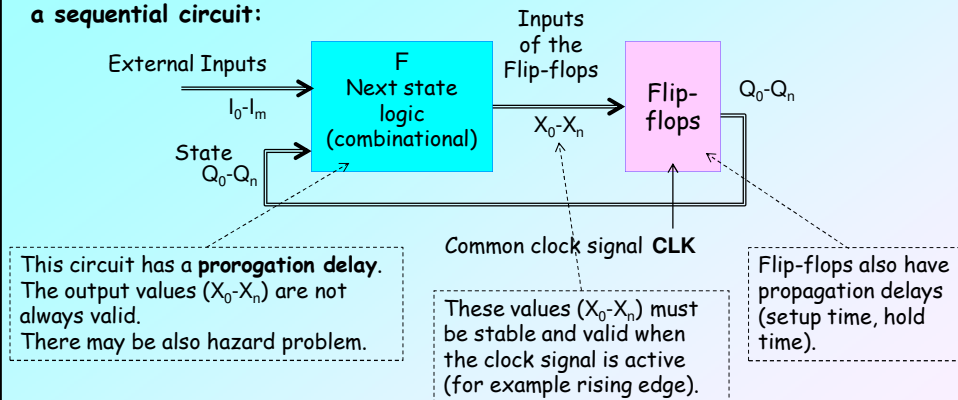 a sequential circuit:
External Inputs
I0-Im
State
Q0-Qn
F
Next state
logic
(combinational)
Inputs
of the
Flip-flops
X0-Xn
Flip-
flops
Q0-Qn
Common clock signal CLK
This circuit has a prorogation delay.
The output values (X0-Xn) are not
always valid.
There may be also hazard problem.
These values (X0-Xn) must
be stable and valid when
the clock signal is active
(for example rising edge).
Flip-flops also have
propagation delays
(setup time, hold
time).